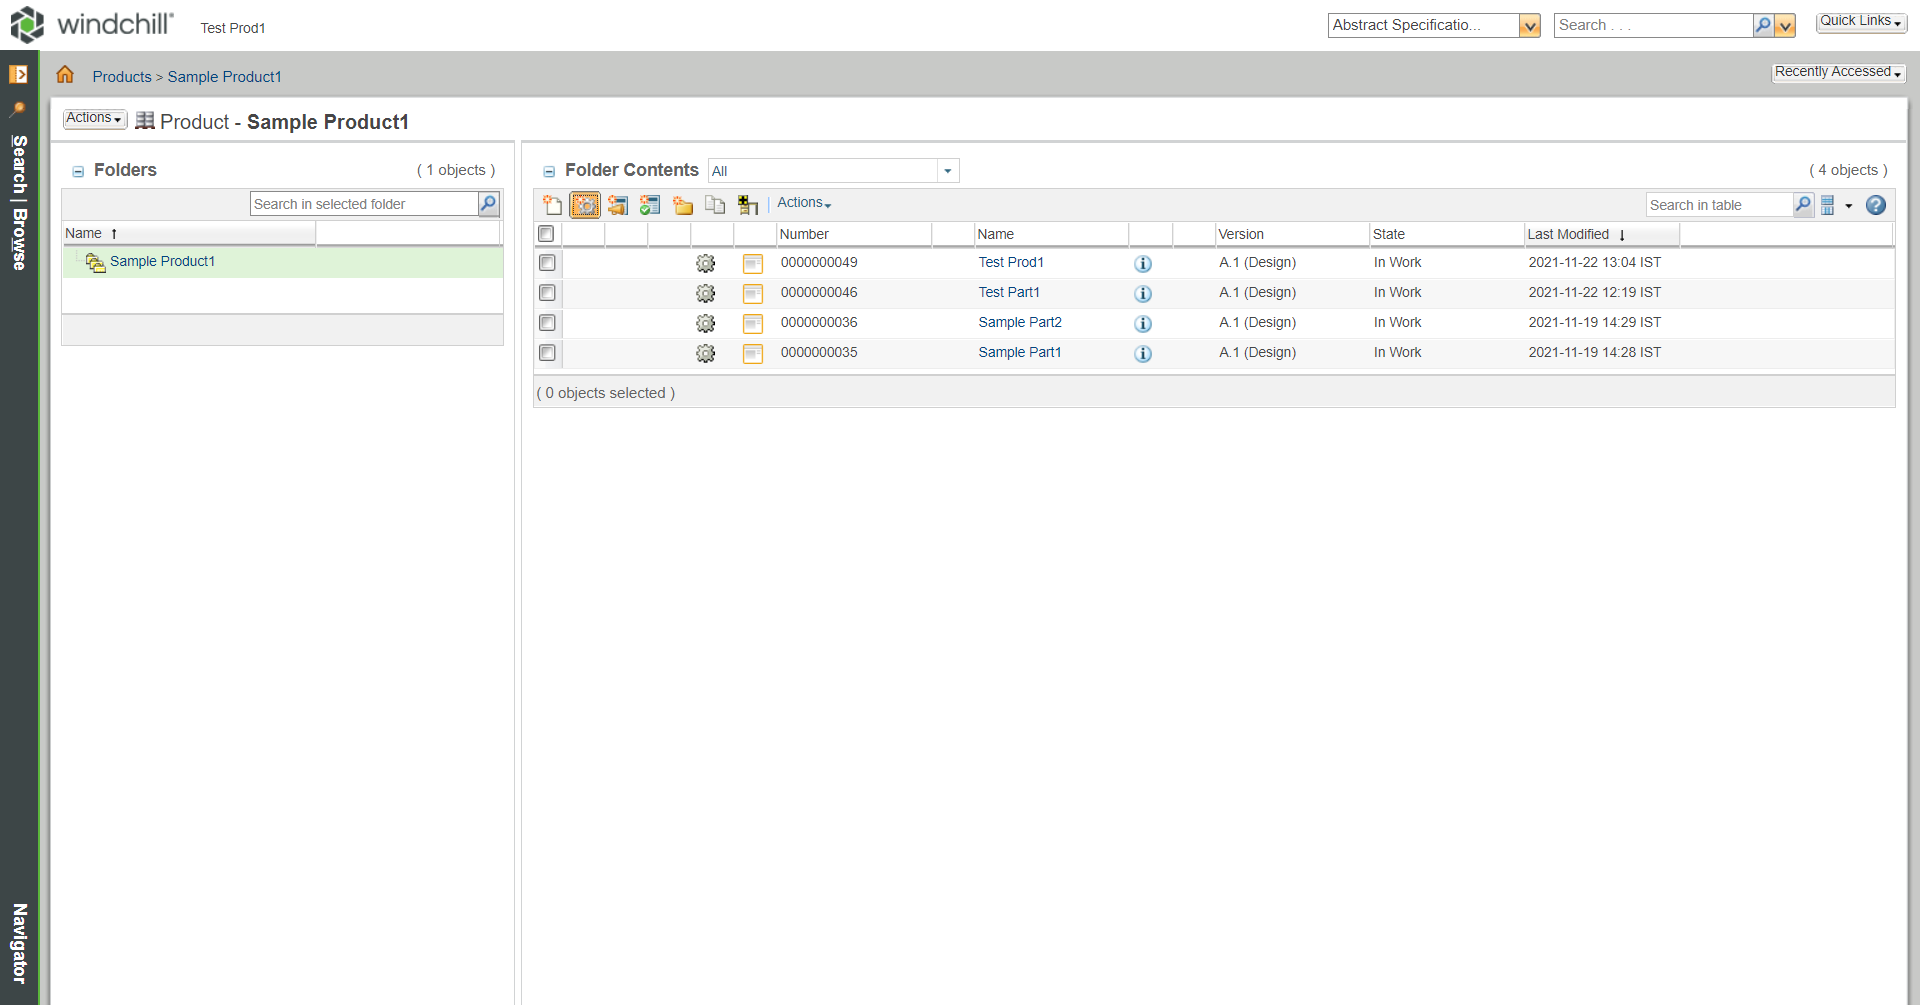 windchill®
Test Prod1
Abstract Specificatio...
Search . . .
Quick Links
Products > Sample Product1
Recently Accessed
Actions
Product - Sample Product1
Search | Browse
Navigator
Folders
( 1 objects )
Search in selected folder
Name ↑
Sample Product1
Folder Contents
All
( 4 objects )
Actions
Search in table
Number Name Version State Last Modified ↓
0000000049 Test Prod1 A.1 (Design) In Work 2021-11-22 13:04 IST
0000000046 Test Part1 A.1 (Design) In Work 2021-11-22 12:19 IST
0000000036 Sample Part2 A.1 (Design) In Work 2021-11-19 14:29 IST
0000000035 Sample Part1 A.1 (Design) In Work 2021-11-19 14:28 IST
( 0 objects selected )